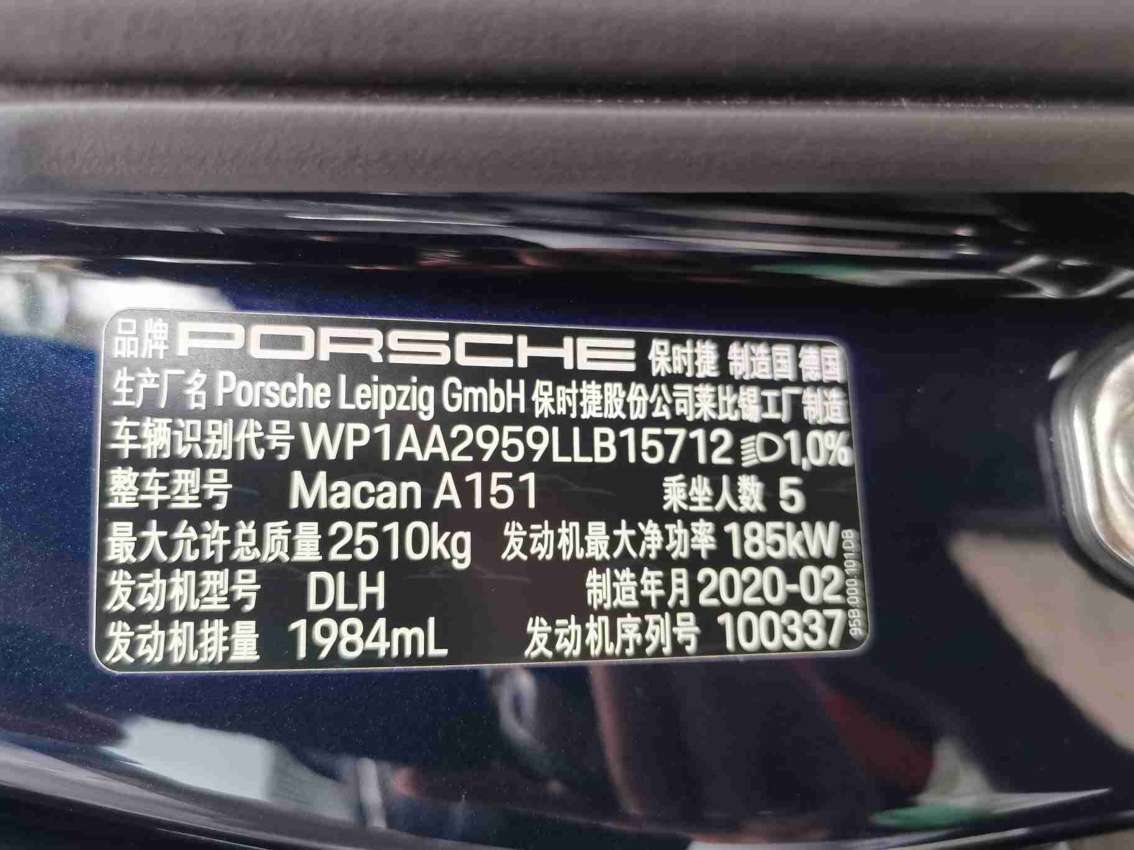 品牌 PORSCHE 保时捷 制造国 德国
生产厂名 Porsche Leipzig GmbH 保时捷股份公司莱比锡工厂制造
车辆识别代号 WP1AA2959LLB15712 1,0%
整车型号 Macan A151 乘坐人数 5
最大允许总质量 2510kg 发动机最大净功率 185kW
发动机型号 DLH 制造年月 2020-02
发动机排量 1984mL 发动机序列号 100337
95B.000.101.DB